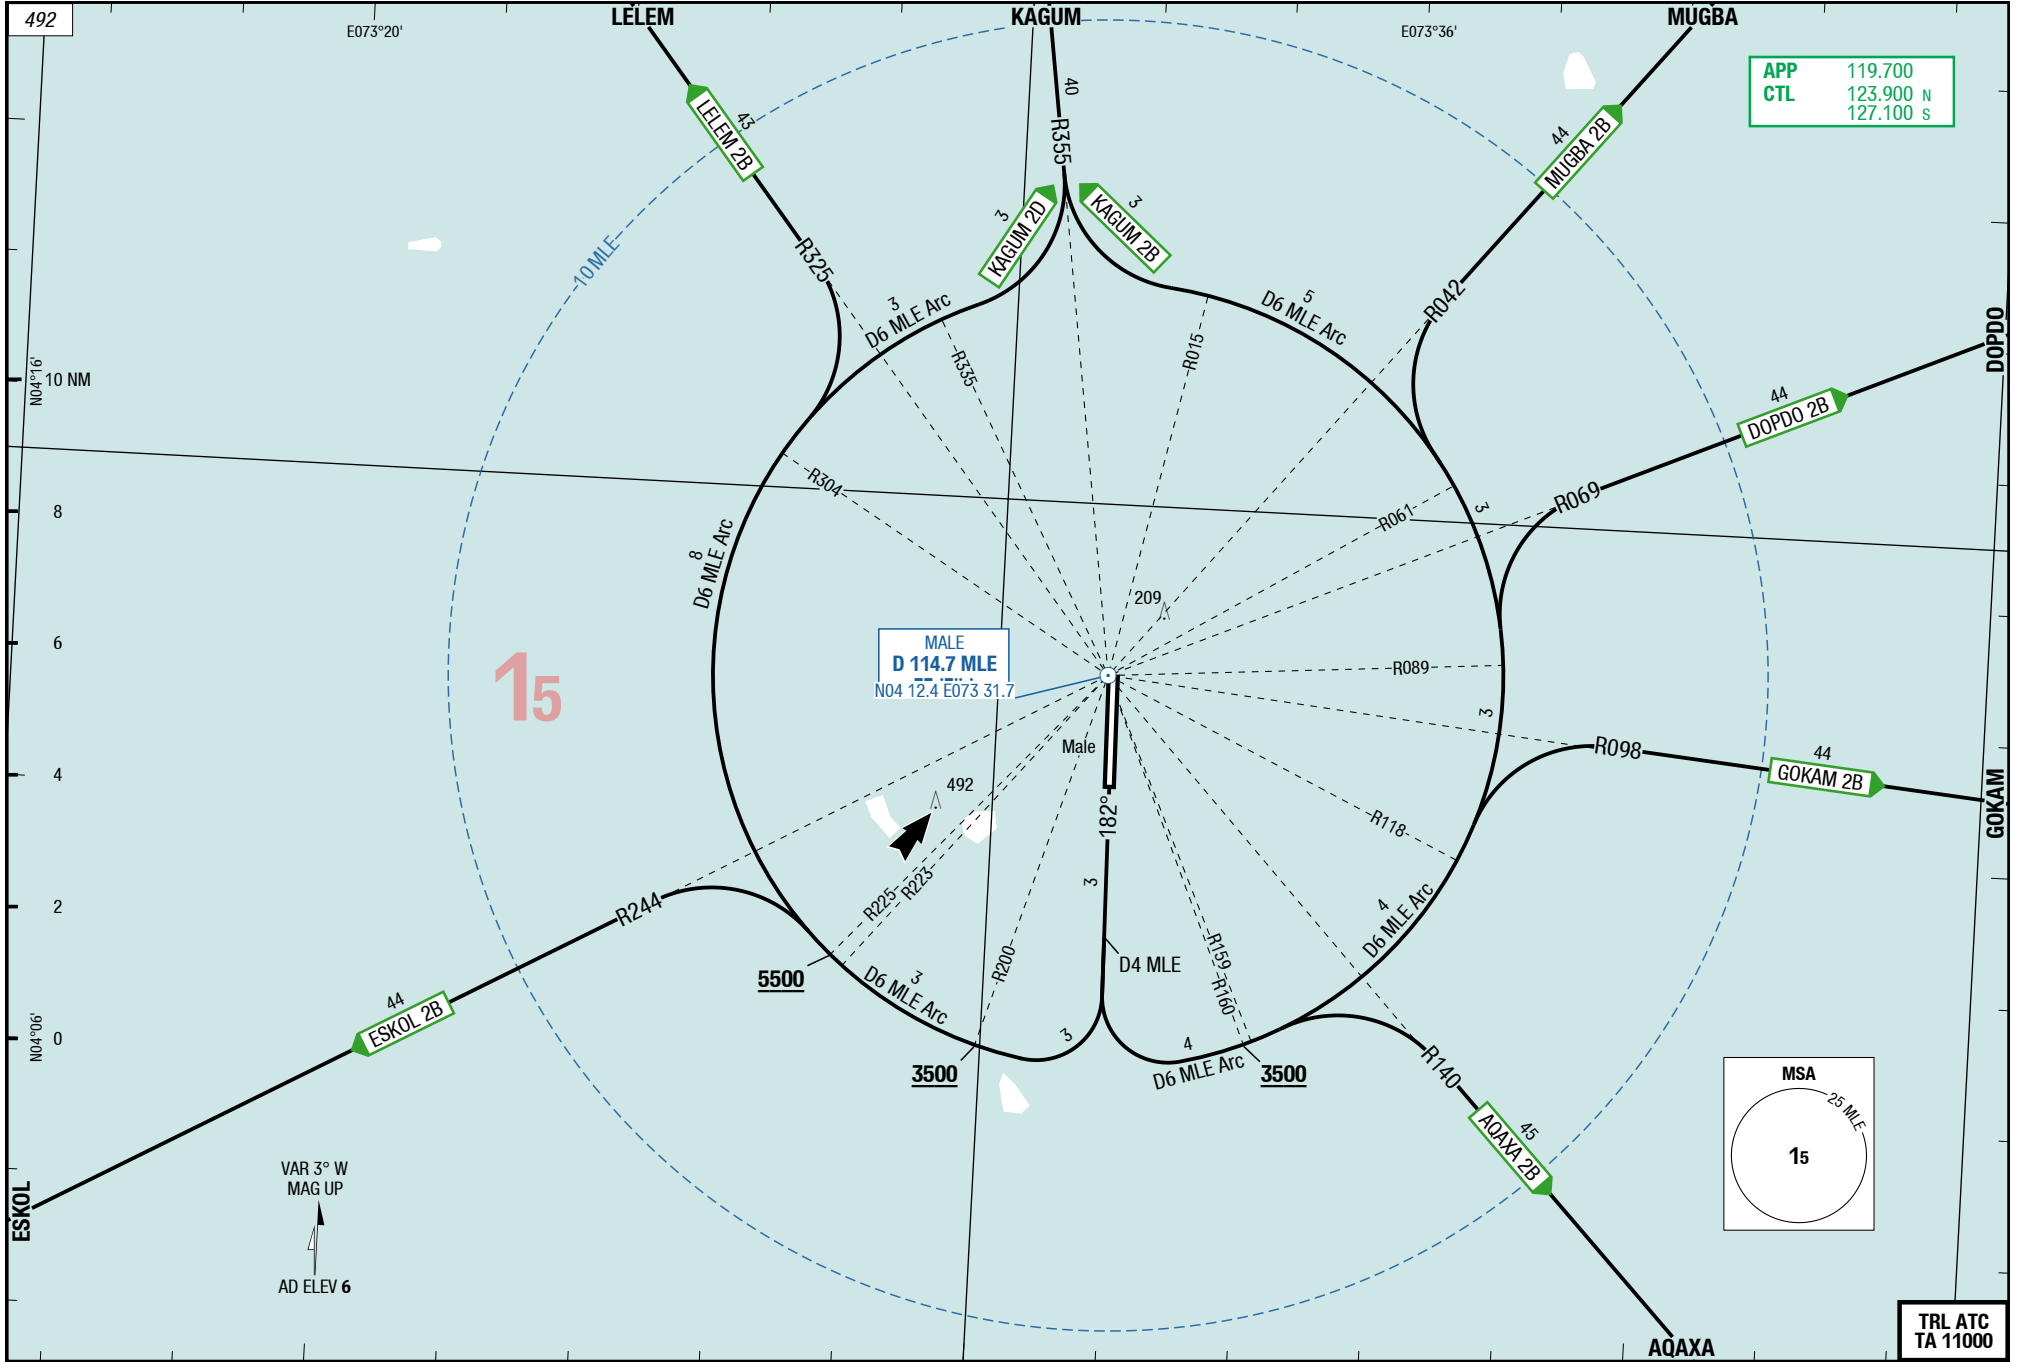 492
LELEM
KAGUM
MUGBA
E073°20'
E073°36'
APP 119.700
CTL 123.900 N
127.100 S
40
R355
43
LELEM 2B
44
MUGBA 2B
3
KAGUM 2D
3
KAGUM 2B
10 MLE
R325
3
D6 MLE Arc
5
D6 MLE Arc
R042
DOPDO
R335
R015
N04°16'
10 NM
44
DOPDO 2B
R304
R069
3
R061
8
8
D6 MLE Arc
209
6
MALE
D 114.7 MLE
N04 12.4 E073 31.7
R089
15
3
Male
R098
44
GOKAM 2B
GOKAM
4
492
182°
R118
3
R225
R223
2
R244
4
D6 MLE Arc
R200
D4 MLE
R159
R160
5500
3
D6 MLE Arc
44
ESKOL 2B
N04°06'
0
3
4
D6 MLE Arc
3500
3500
R140
MSA
25 MLE
15
45
AQAXA 2B
VAR 3° W
MAG UP
ESKOL
AD ELEV 6
TRL ATC
TA 11000
AQAXA